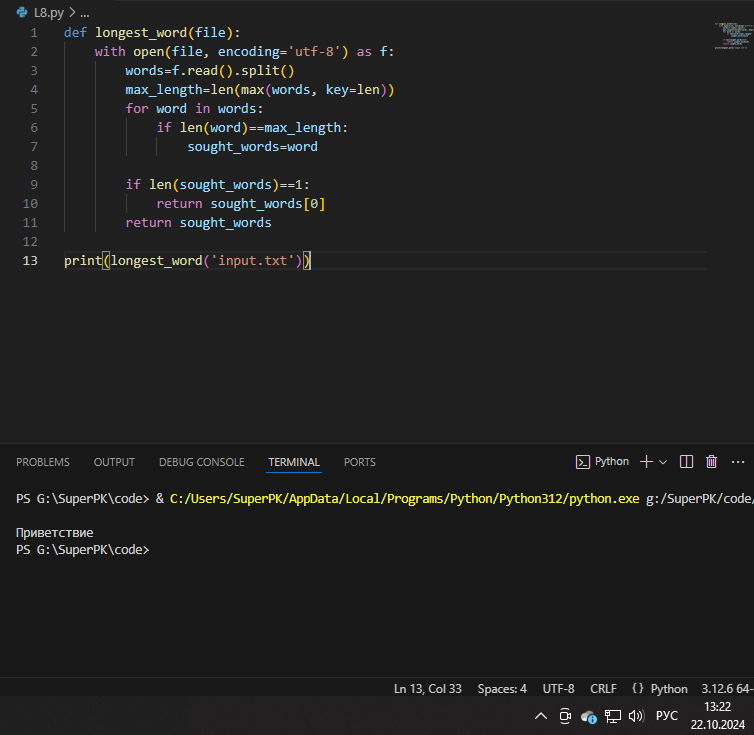 L8.py > ...
1 def longest_word(file):
2     with open(file, encoding='utf-8') as f:
3         words=f.read().split()
4         max_length=len(max(words, key=len))
5         for word in words:
6             if len(word)==max_length:
7                 sought_words=word
8
9         if len(sought_words)==1:
10             return sought_words[0]
11         return sought_words
12
13 print(longest_word('input.txt'))
PROBLEMS OUTPUT DEBUG CONSOLE TERMINAL PORTS Python
PS G:\SuperPK\code> & C:/Users/SuperPK/AppData/Local/Programs/Python/Python312/python.exe g:/SuperPK/code/
Приветствие
PS G:\SuperPK\code>
Ln 13, Col 33 Spaces: 4 UTF-8 CRLF {} Python 3.12.6 64-
13:22
РУС
22.10.2024